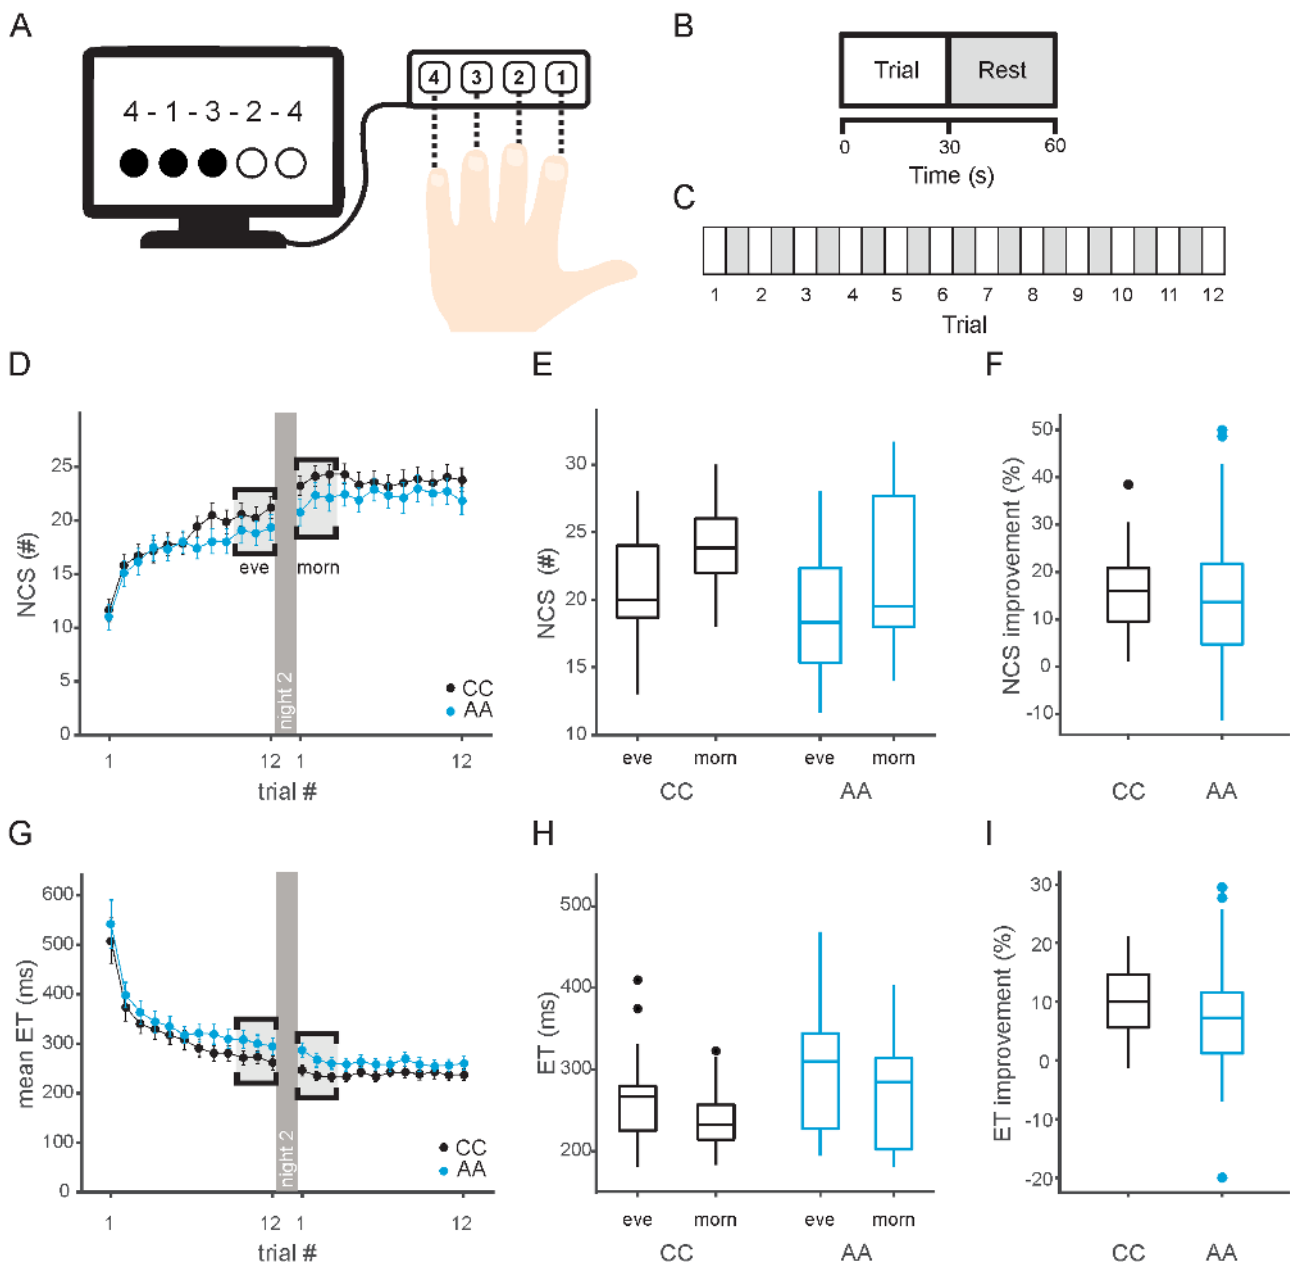 A
4 - 1 - 3 - 2 - 4
4 3 2 1
B
Trial Rest
0 30 60
Time (s)
C
1 2 3 4 5 6 7 8 9 10 11 12
Trial
D
NCS (#)
25
20
15
10
5
0
eve morn
night 2
CC
AA
1 12 1 12
trial #
E
NCS (#)
30
25
20
15
10
eve morn eve morn
CC AA
F
NCS improvement (%)
50
40
30
20
10
0
-10
CC AA
G
mean ET (ms)
600
500
400
300
200
100
0
night 2
CC
AA
1 12 1 12
trial #
H
ET (ms)
500
400
300
200
eve morn eve morn
CC AA
I
ET improvement (%)
30
20
10
0
-10
-20
CC AA